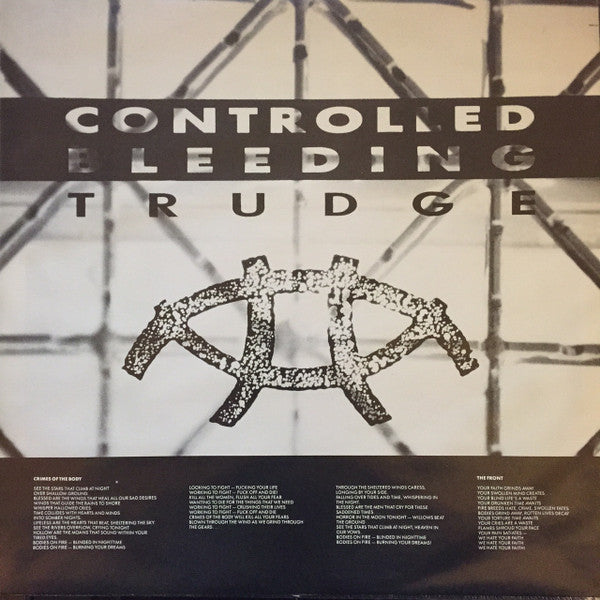 CONTROLLED
BLEEDING
TRUDGE
CRIMES OF THE BODY
SEE THE STARS THAT CLIMB AT NIGHT
OVER SHALLOW GROUND.
BLESSED ARE THE WINDS THAT HEAL ALL OUR SAD DESIRES
WINDS THAT GUIDE THE RAINS TO SHORE
WHISPER HALLOWED CRIES.
TIME COLLIDES WITH HEARTS AND MINDS
INTO SOMBER NIGHTS.
LIFELESS ARE THE HEARTS THAT BEAT, SHELTERING THE SKY
SEE THE RIVERS OVERFLOW, CRYING TONIGHT
HOLLOW ARE THE MOANS THAT SOUND WITHIN YOUR
TIRED EYES.
BODIES ON FIRE — BLINDED IN NIGHTTIME
BODIES ON FIRE — BURNING YOUR DREAMS
LOOKING TO FIGHT — FUCKING YOUR LIFE
WORKING TO FIGHT — FUCK OFF AND DIE!
KILL ALL THE WOMEN, FLUSH ALL YOUR FEAR
WANTING TO DIE FOR THE THINGS THAT WE NEED
WORKING TO FIGHT — CRUSHING THEIR LIVES
WORKING TO FIGHT — FUCK OFF AND DIE
CRIMES OF THE BODY WILL KILL ALL YOUR FEARS
BLOWN THROUGH THE WIND AS WE GRIND THROUGH
THE GEARS.
THROUGH THE SHELTERED WINDS CARESS,
LONGING BY YOUR SIDE.
FALLING OVER TIDES AND TIME, WHISPERING IN
THE NIGHT.
BLESSED ARE THE MEN THAT CRY FOR THESE
SADDENED TIMES
HORROR IN THE MOON TONIGHT — WILLOWS BEAT
THE GROUND.
SEE THE STARS THAT CLIMB AT NIGHT, HEAVEN IN
OUR VOWS.
BODIES ON FIRE — BLINDED IN NIGHTTIME
BODIES ON FIRE — BURNING YOUR DREAMS!
THE FRONT
YOUR FAITH GRINDS AWAY
YOUR SWOLLEN MIND CREATES
YOUR BLIND LIFE IS A WASTE
YOUR DRUNKEN TIME AWAITS
FIRE BREEDS HATE, CRIME, SWOLLEN FATES
BODIES GRIND AWAY, ROTTEN LIVES DECAY
YOUR TORTURE TIME AWAITS
YOUR CRIES ARE A WASTE
FLAMES SHROUD YOUR FACE
YOUR PAIN SATIATES —
WE HATE YOUR FAITH
WE HATE YOUR FAITH
WE HATE YOUR FAITH